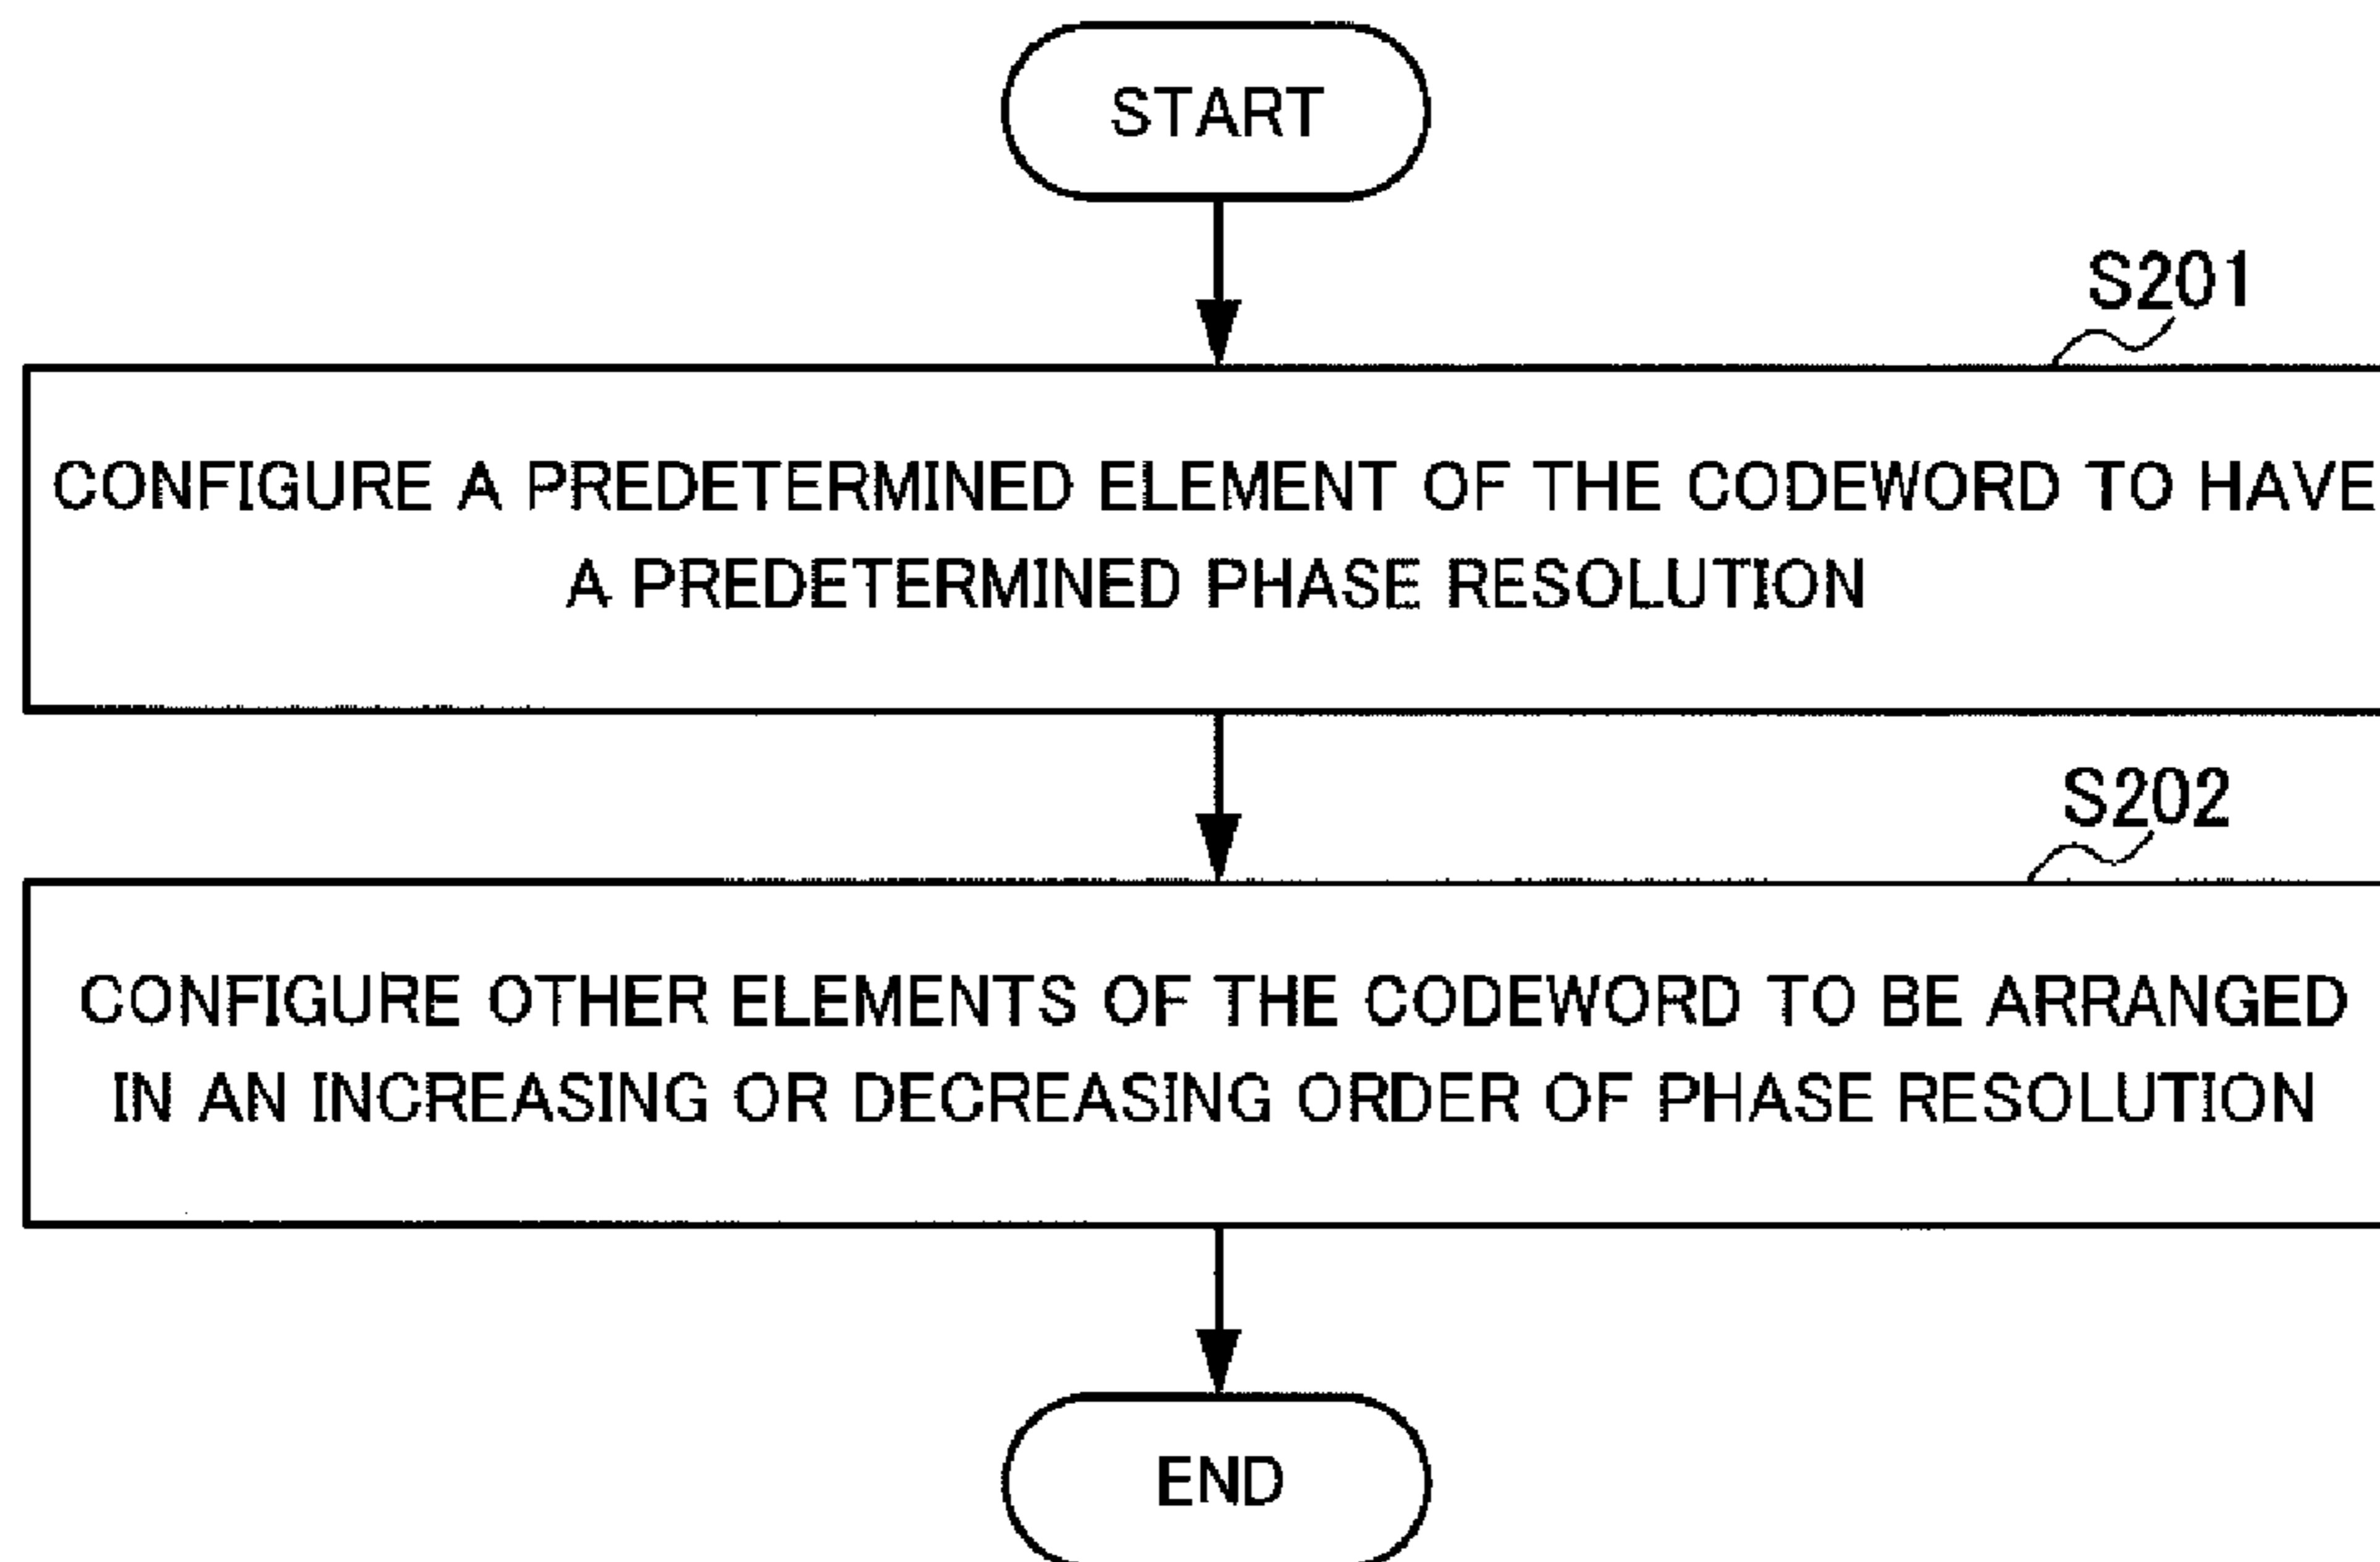 START
S201
CONFIGURE A PREDETERMINED ELEMENT OF THE CODEWORD TO HAVE
A PREDETERMINED PHASE RESOLUTION
S202
CONFIGURE OTHER ELEMENTS OF THE CODEWORD TO BE ARRANGED
IN AN INCREASING OR DECREASING ORDER OF PHASE RESOLUTION
END